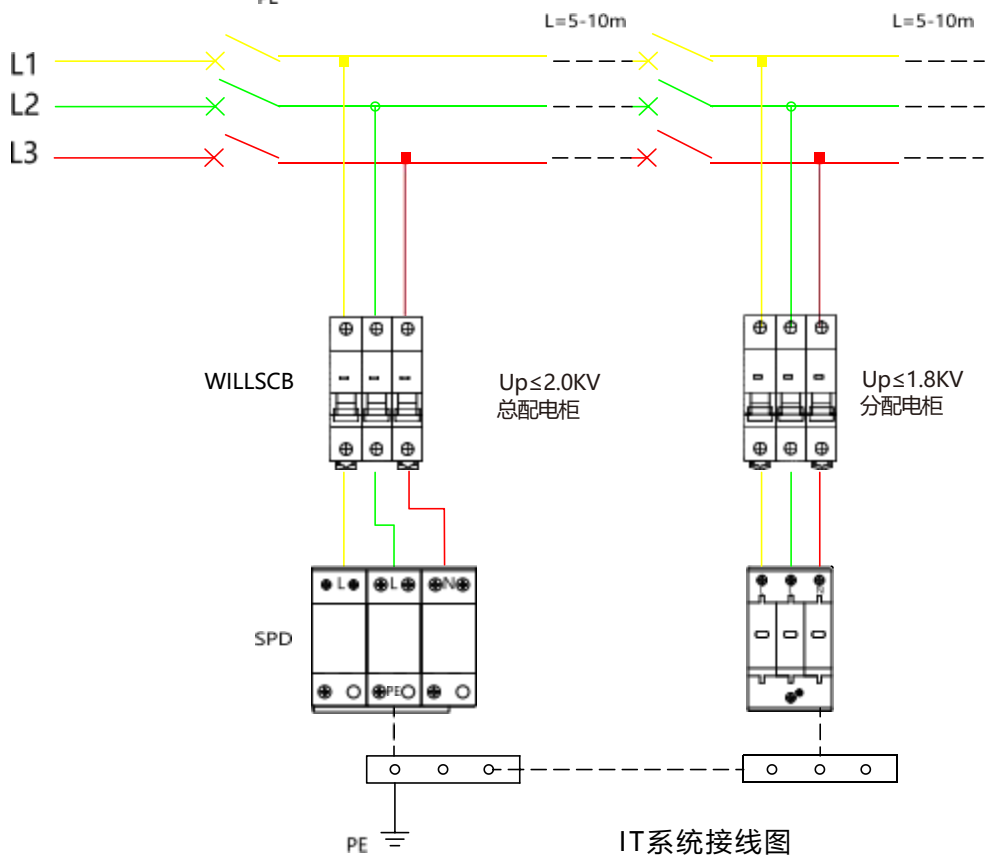 PE
L=5-10m
L=5-10m
L1
L2
L3
WILLSCB
Up≤2.0KV
总配电柜
Up≤1.8KV
分配电柜
L
L
N
SPD
PE
PE
IT系统接线图